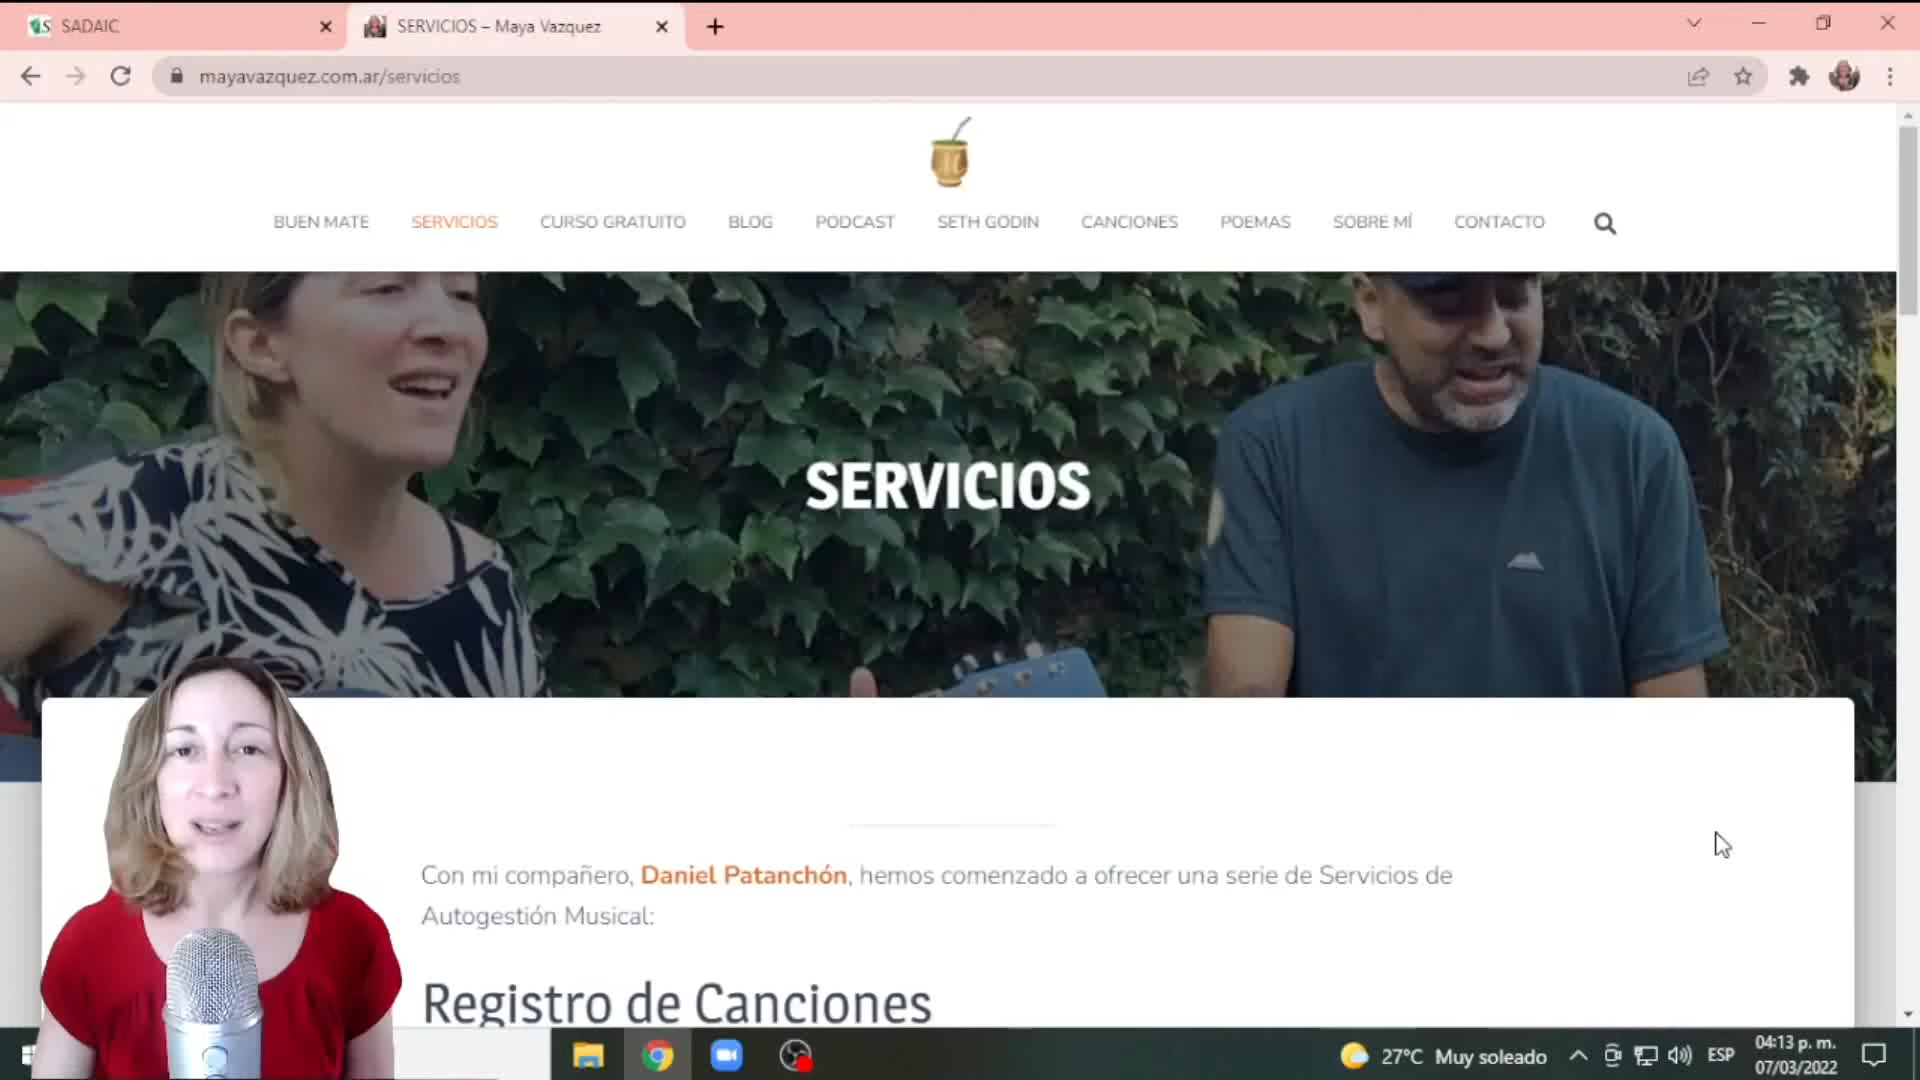 SADAIC
SERVICIOS – Maya Vazquez
mayavazquez.com.ar/servicios
BUEN MATE
SERVICIOS
CURSO GRATUITO
BLOG
PODCAST
SETH GODIN
CANCIONES
POEMAS
SOBRE MÍ
CONTACTO
SERVICIOS
Con mi compañero, Daniel Patanchón, hemos comenzado a ofrecer una serie de Servicios de
Autogestión Musical:
Registro de Canciones
27°C Muy soleado
ESP
04:13 p. m.
07/03/2022